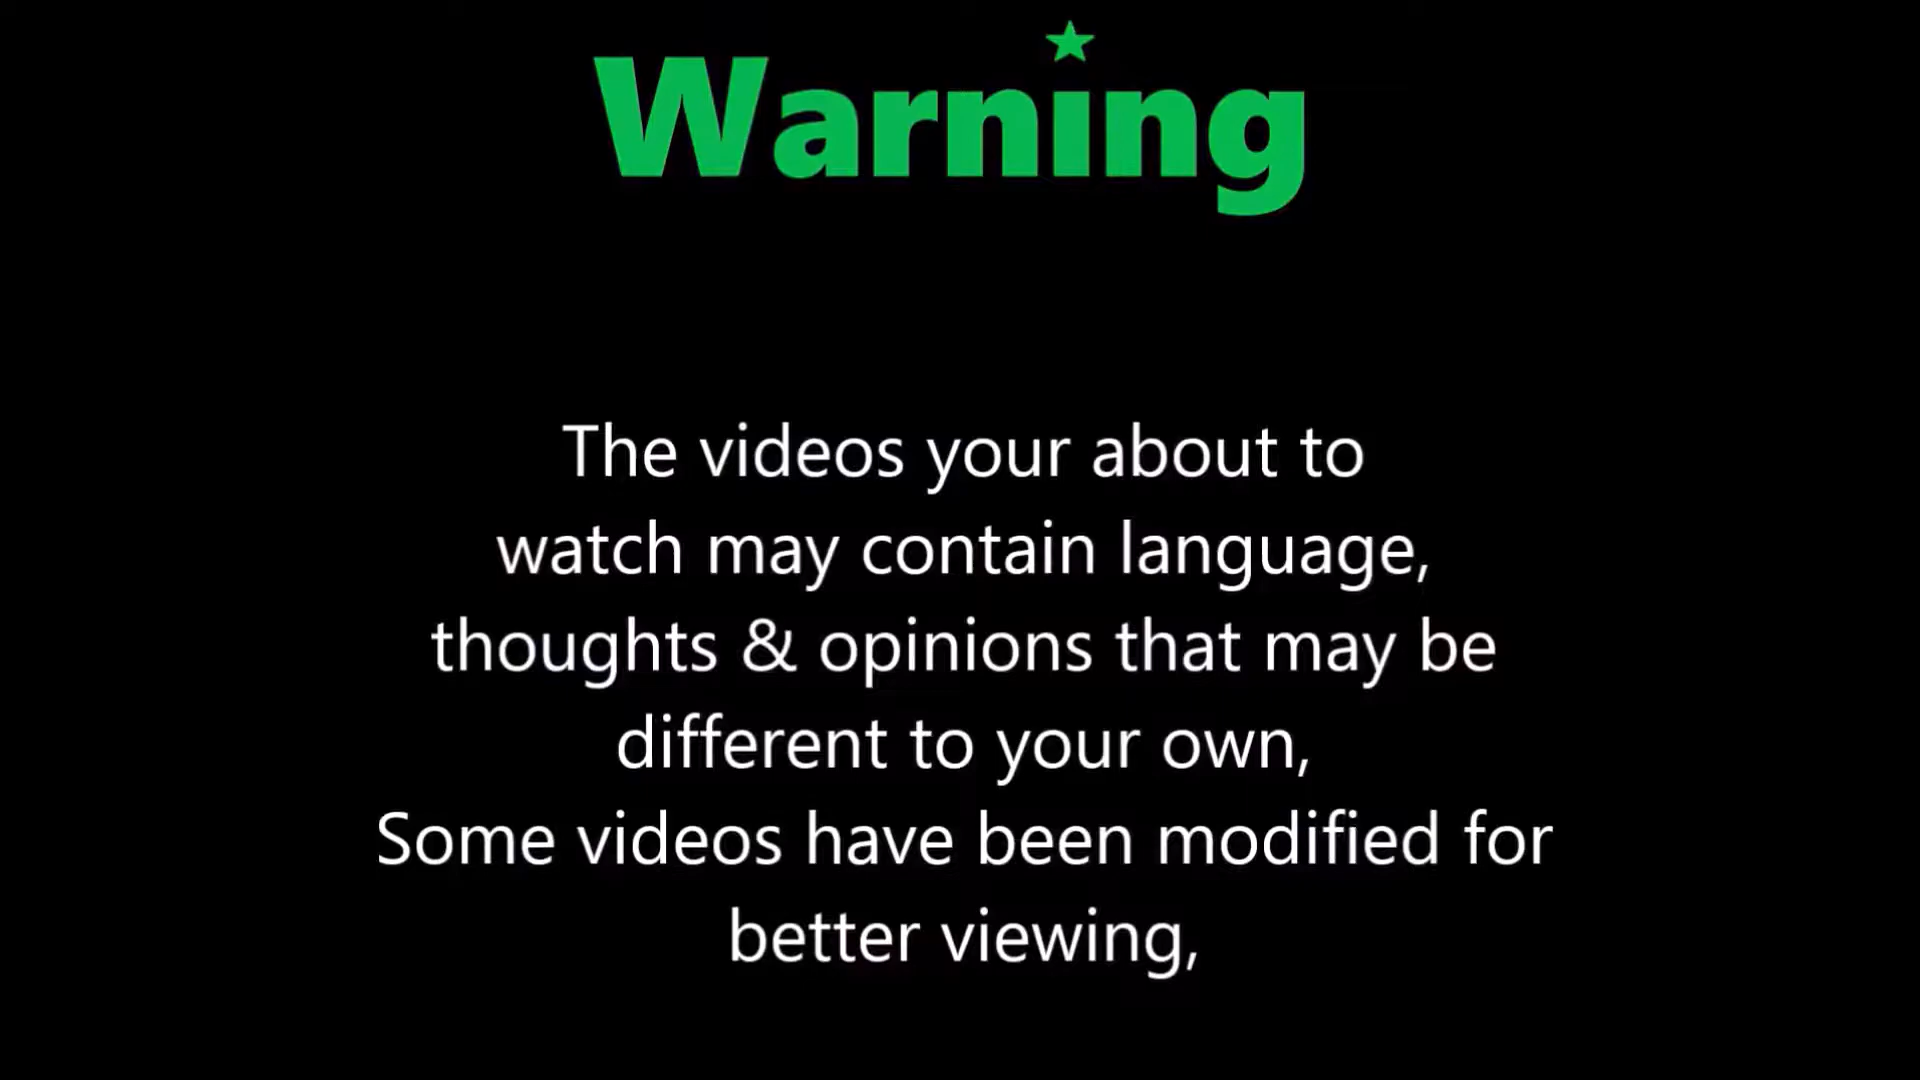 Warning
The videos your about to
watch may contain language,
thoughts & opinions that may be
different to your own,
Some videos have been modified for
better viewing,